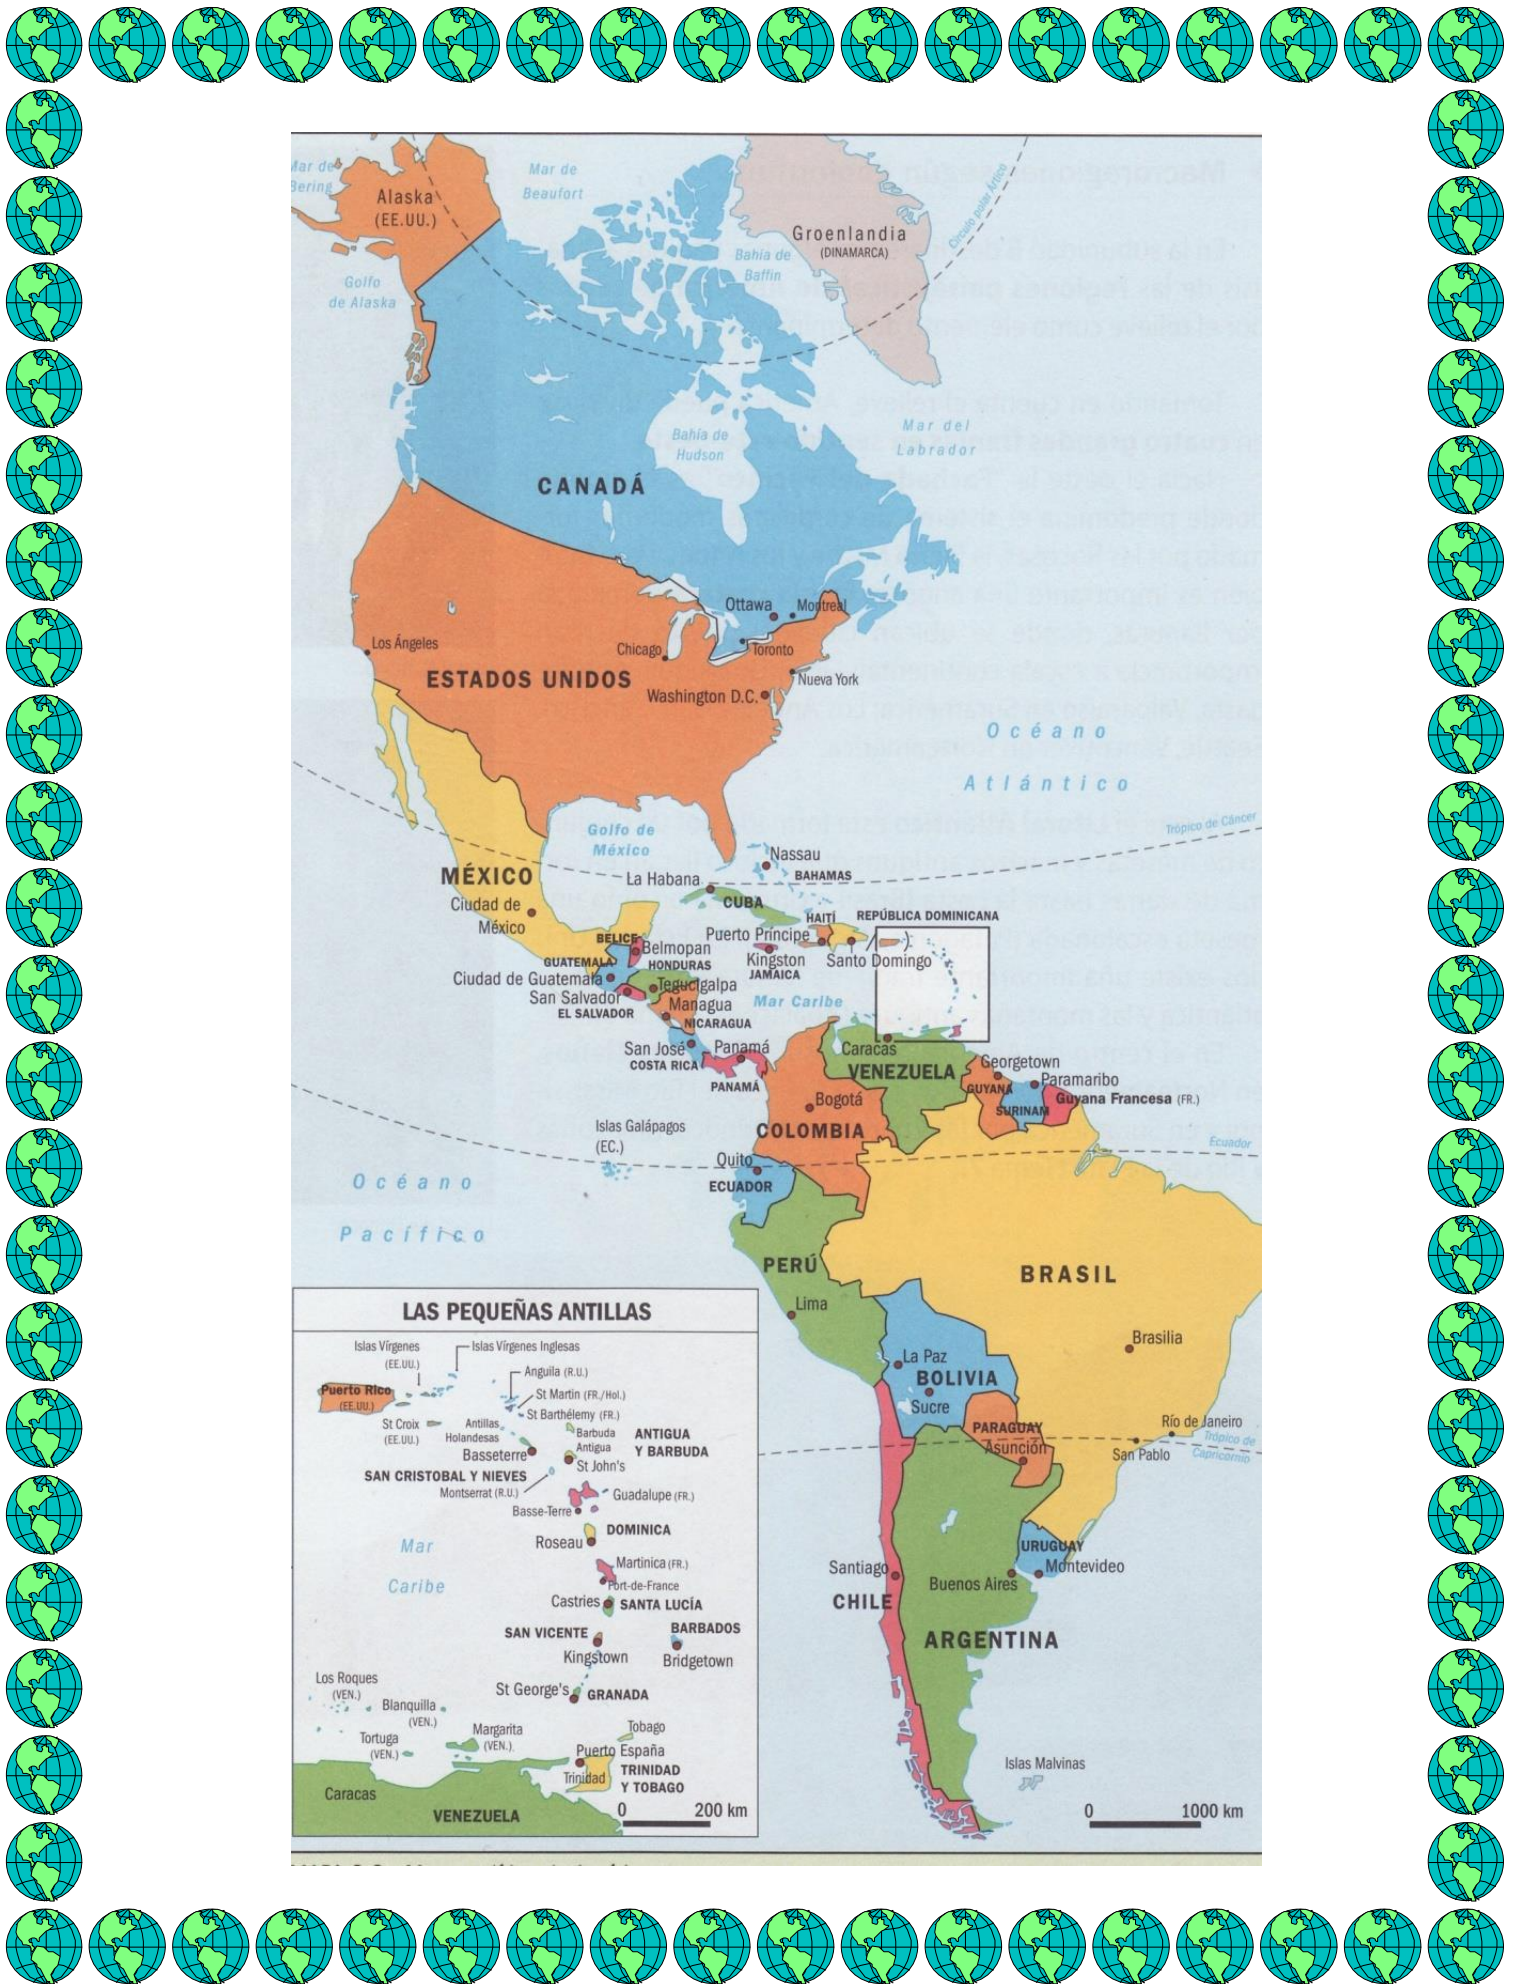 Mar de
Bering
Alaska
(EE.UU.)
Mar de
Beaufort
Groenlandia
(DINAMARCA)
Círculo polar Ártico
Bahía de
Baffin
Golfo
de Alaska
Bahía de
Hudson
Mar del
Labrador
CANADÁ
Ottawa
Montreal
Los Ángeles
Chicago
Toronto
ESTADOS UNIDOS
Nueva York
Washington D.C.
Océano
Atlántico
Trópico de Cáncer
Golfo de
México
Nassau
BAHAMAS
MÉXICO
La Habana
CUBA
Ciudad de
México
HAITÍ
REPÚBLICA DOMINICANA
BELICE
Belmopan
Puerto Príncipe
Kingston
JAMAICA
Santo Domingo
GUATEMALA
HONDURAS
Ciudad de Guatemala
Tegucigalpa
San Salvador
EL SALVADOR
Managua
NICARAGUA
Mar Caribe
San José
COSTA RICA
Panamá
PANAMÁ
Caracas
VENEZUELA
Georgetown
GUYANA
Paramaribo
SURINAM
Guyana Francesa (FR.)
Bogotá
COLOMBIA
Islas Galápagos
(EC.)
Ecuador
Quito
ECUADOR
Océano
Pacífico
PERÚ
BRASIL
Lima
Brasilia
La Paz
BOLIVIA
Sucre
PARAGUAY
Asunción
Río de Janeiro
Trópico de
Capricornio
San Pablo
URUGUAY
Montevideo
Santiago
Buenos Aires
CHILE
ARGENTINA
Islas Malvinas
0 1000 km
LAS PEQUEÑAS ANTILLAS
Islas Vírgenes
(EE.UU.)
Islas Vírgenes Inglesas
Anguila (R.U.)
Puerto Rico
(EE.UU.)
St Martin (FR./Hol.)
St Barthélemy (FR.)
St Croix
(EE.UU.)
Antillas
Holandesas
Barbuda
Antigua
ANTIGUA
Y BARBUDA
Basseterre
St John's
SAN CRISTOBAL Y NIEVES
Montserrat (R.U.)
Guadalupe (FR.)
Basse-Terre
DOMINICA
Roseau
Mar
Caribe
Martinica (FR.)
Port-de-France
Castries
SANTA LUCÍA
SAN VICENTE
Kingstown
BARBADOS
Bridgetown
Los Roques
(VEN.)
St George's
GRANADA
Blanquilla
(VEN.)
Tortuga
(VEN.)
Margarita
(VEN.)
Tobago
Puerto España
TRINIDAD
Y TOBAGO
Trinidad
Caracas
VENEZUELA
0 200 km